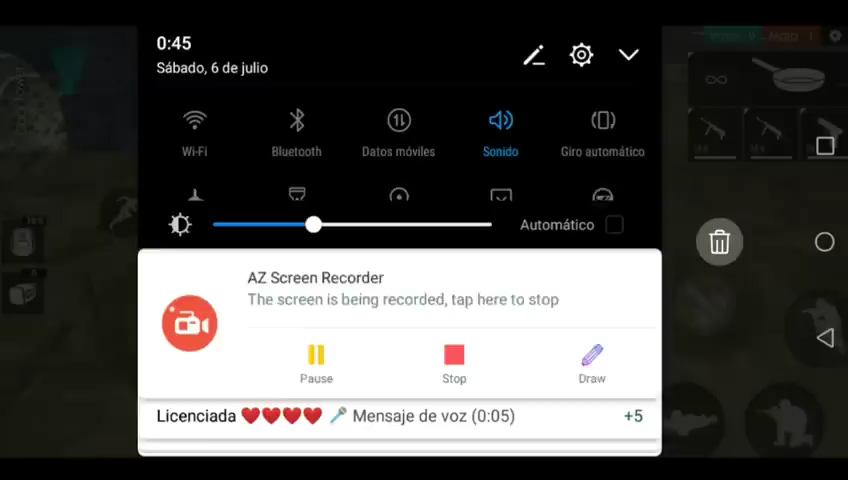 0:45
Sábado, 6 de julio
Wi-Fi
Bluetooth
Datos móviles
Sonido
Giro automático
Automático
AZ Screen Recorder
The screen is being recorded, tap here to stop
Pause
Stop
Draw
Licenciada ❤❤❤❤ 🎤 Mensaje de voz (0:05)
+5